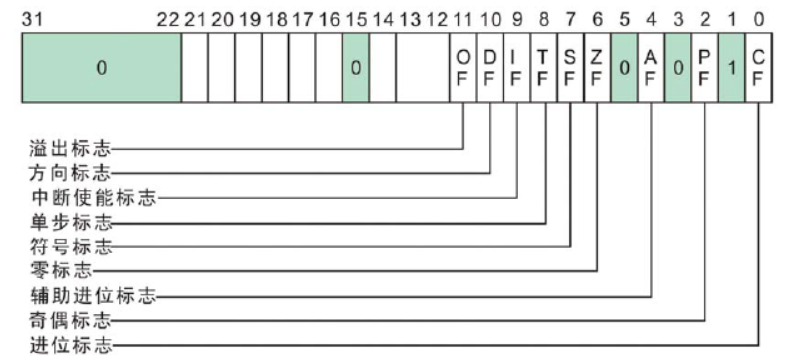 31 22 21 20 19 18 17 16 15 14 13 12 11 10 9 8 7 6 5 4 3 2 1 0
0 0 OF DF IF TF SF ZF 0 AF 0 PF 1 CF
溢出标志
方向标志
中断使能标志
单步标志
符号标志
零标志
辅助进位标志
奇偶标志
进位标志